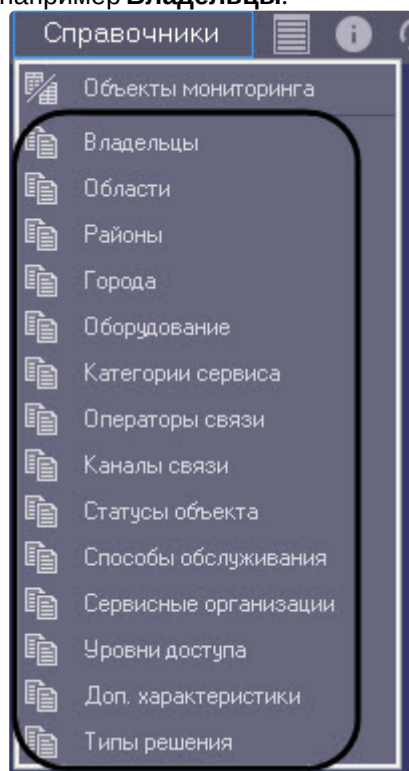 например Владельцы.
Справочники
Объекты мониторинга
Владельцы
Области
Районы
Города
Оборудование
Категории сервиса
Операторы связи
Каналы связи
Статусы объекта
Способы обслуживания
Сервисные организации
Уровни доступа
Доп. характеристики
Типы решения